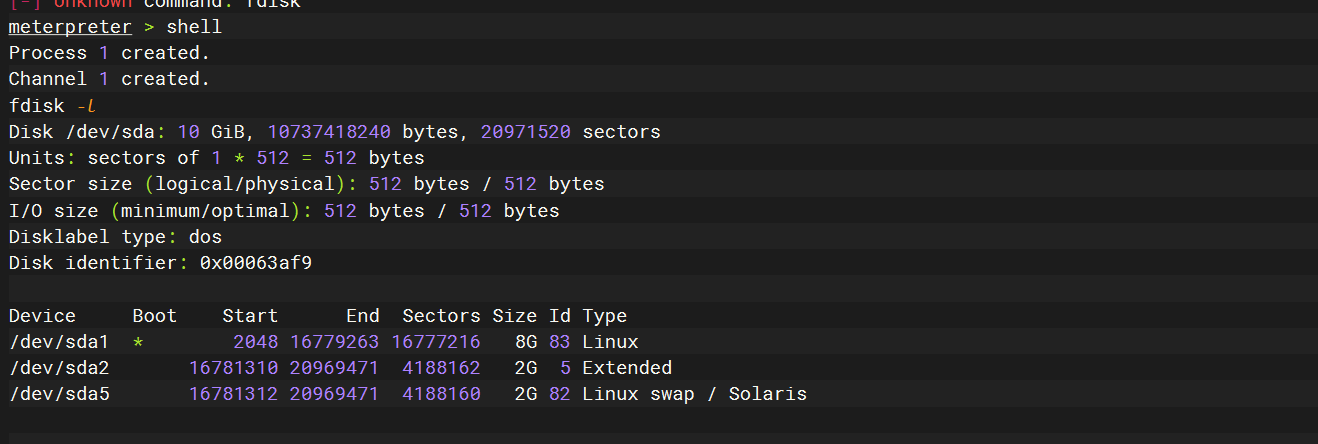 [-] Unknown command: fdisk
meterpreter > shell
Process 1 created.
Channel 1 created.
fdisk -l
Disk /dev/sda: 10 GiB, 10737418240 bytes, 20971520 sectors
Units: sectors of 1 * 512 = 512 bytes
Sector size (logical/physical): 512 bytes / 512 bytes
I/O size (minimum/optimal): 512 bytes / 512 bytes
Disklabel type: dos
Disk identifier: 0x00063af9
Device     Boot    Start      End  Sectors Size Id Type
/dev/sda1  *        2048 16779263 16777216   8G 83 Linux
/dev/sda2       16781310 20969471  4188162   2G  5 Extended
/dev/sda5       16781312 20969471  4188160   2G 82 Linux swap / Solaris